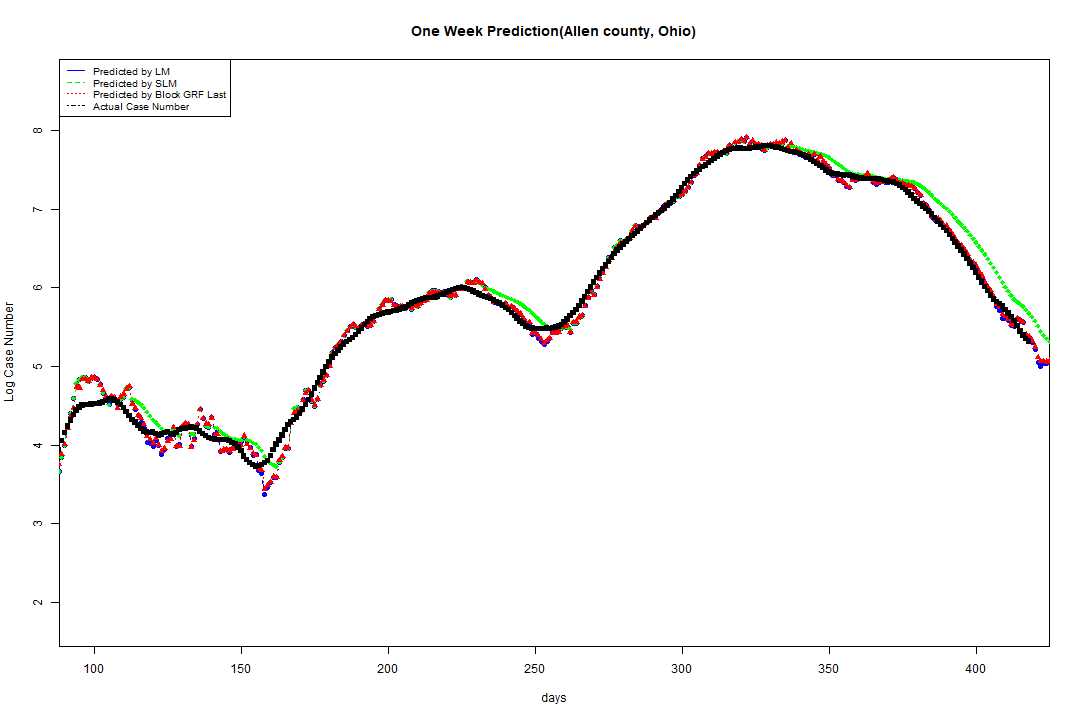 One Week Prediction(Allen county, Ohio)
Predicted by LM
Predicted by SLM
Predicted by Block GRF Last
Actual Case Number
8
7
6
5
4
3
2
Log Case Number
100 150 200 250 300 350 400
days